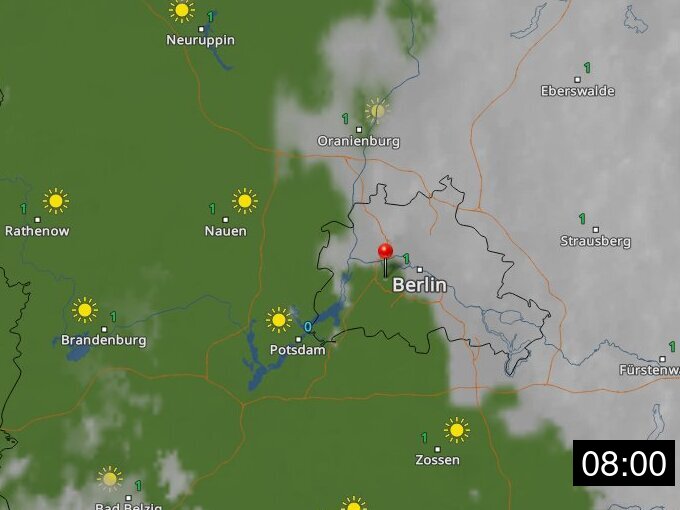 1
Neuruppin
1
Eberswalde
1
Oranienburg
1
Rathenow
1
Nauen
1
Strausberg
1
Berlin
1
Brandenburg
0
Potsdam
1
Fürstenwa
1
Zossen
08:00
1
Bad Belzig